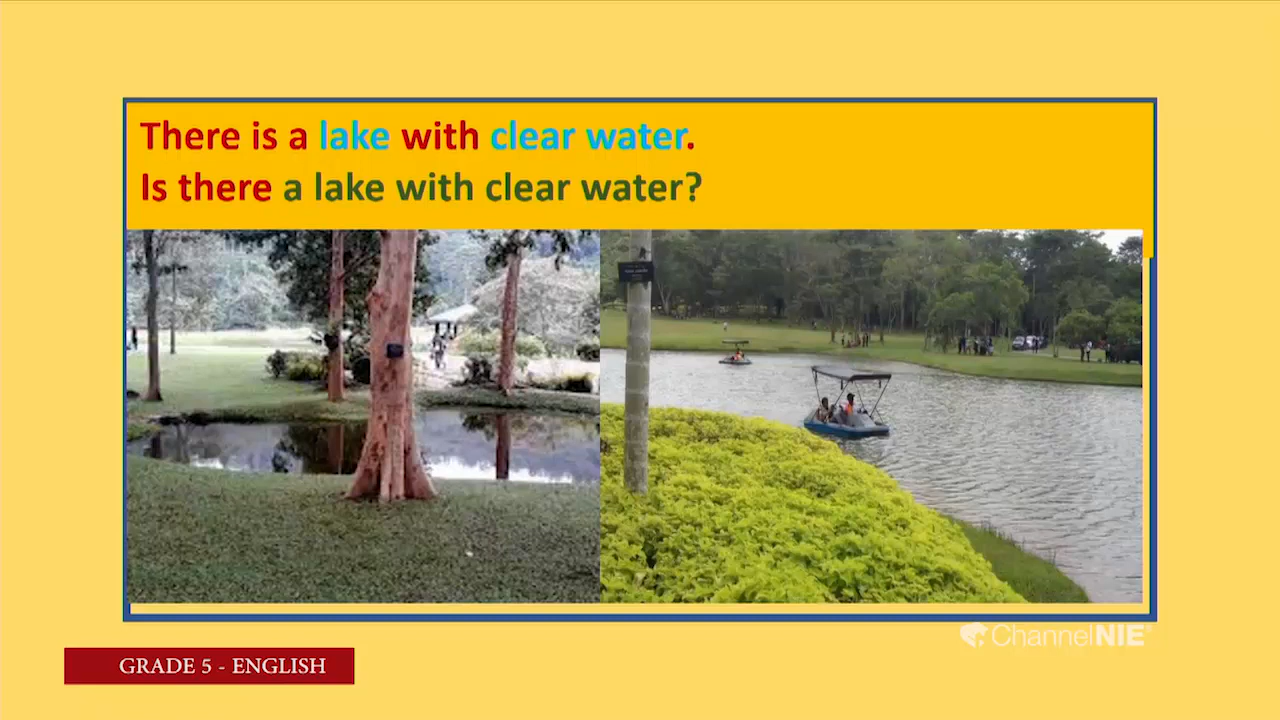 There is a lake with clear water.
Is there a lake with clear water?
ChannelNIE
GRADE 5 - ENGLISH